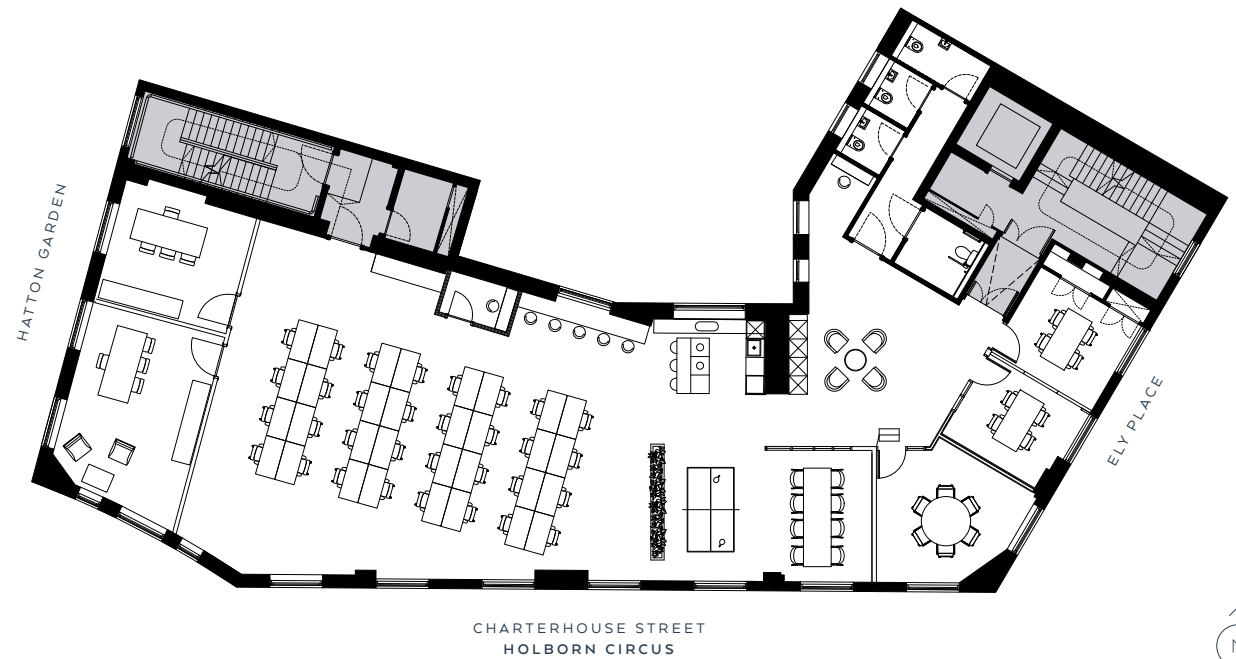 HATTON GARDEN
ELY PLACE
CHARTERHOUSE STREET
HOLBORN CIRCUS
N